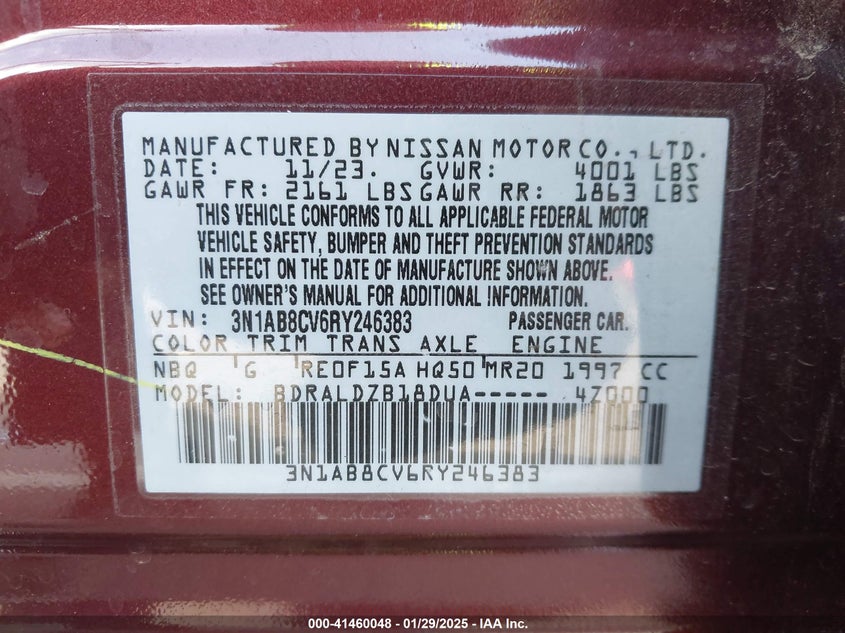 MANUFACTURED BY NISSAN MOTOR CO., LTD.
DATE: 11/23. GVWR: 4001 LBS
GAWR FR: 2161 LBS GAWR RR: 1863 LBS
THIS VEHICLE CONFORMS TO ALL APPLICABLE FEDERAL MOTOR
VEHICLE SAFETY, BUMPER AND THEFT PREVENTION STANDARDS
IN EFFECT ON THE DATE OF MANUFACTURE SHOWN ABOVE.
SEE OWNER'S MANUAL FOR ADDITIONAL INFORMATION.
VIN: 3N1AB8CV6RY246383 PASSENGER CAR.
COLOR TRIM TRANS AXLE ENGINE
NBQ G RE0F15A HQ50 MR20 1997 CC
MODEL: BDRALDZB18DUA----- 4Z000
3N1AB8CV6RY246383
000-41460048 - 01/29/2025 - IAA Inc.